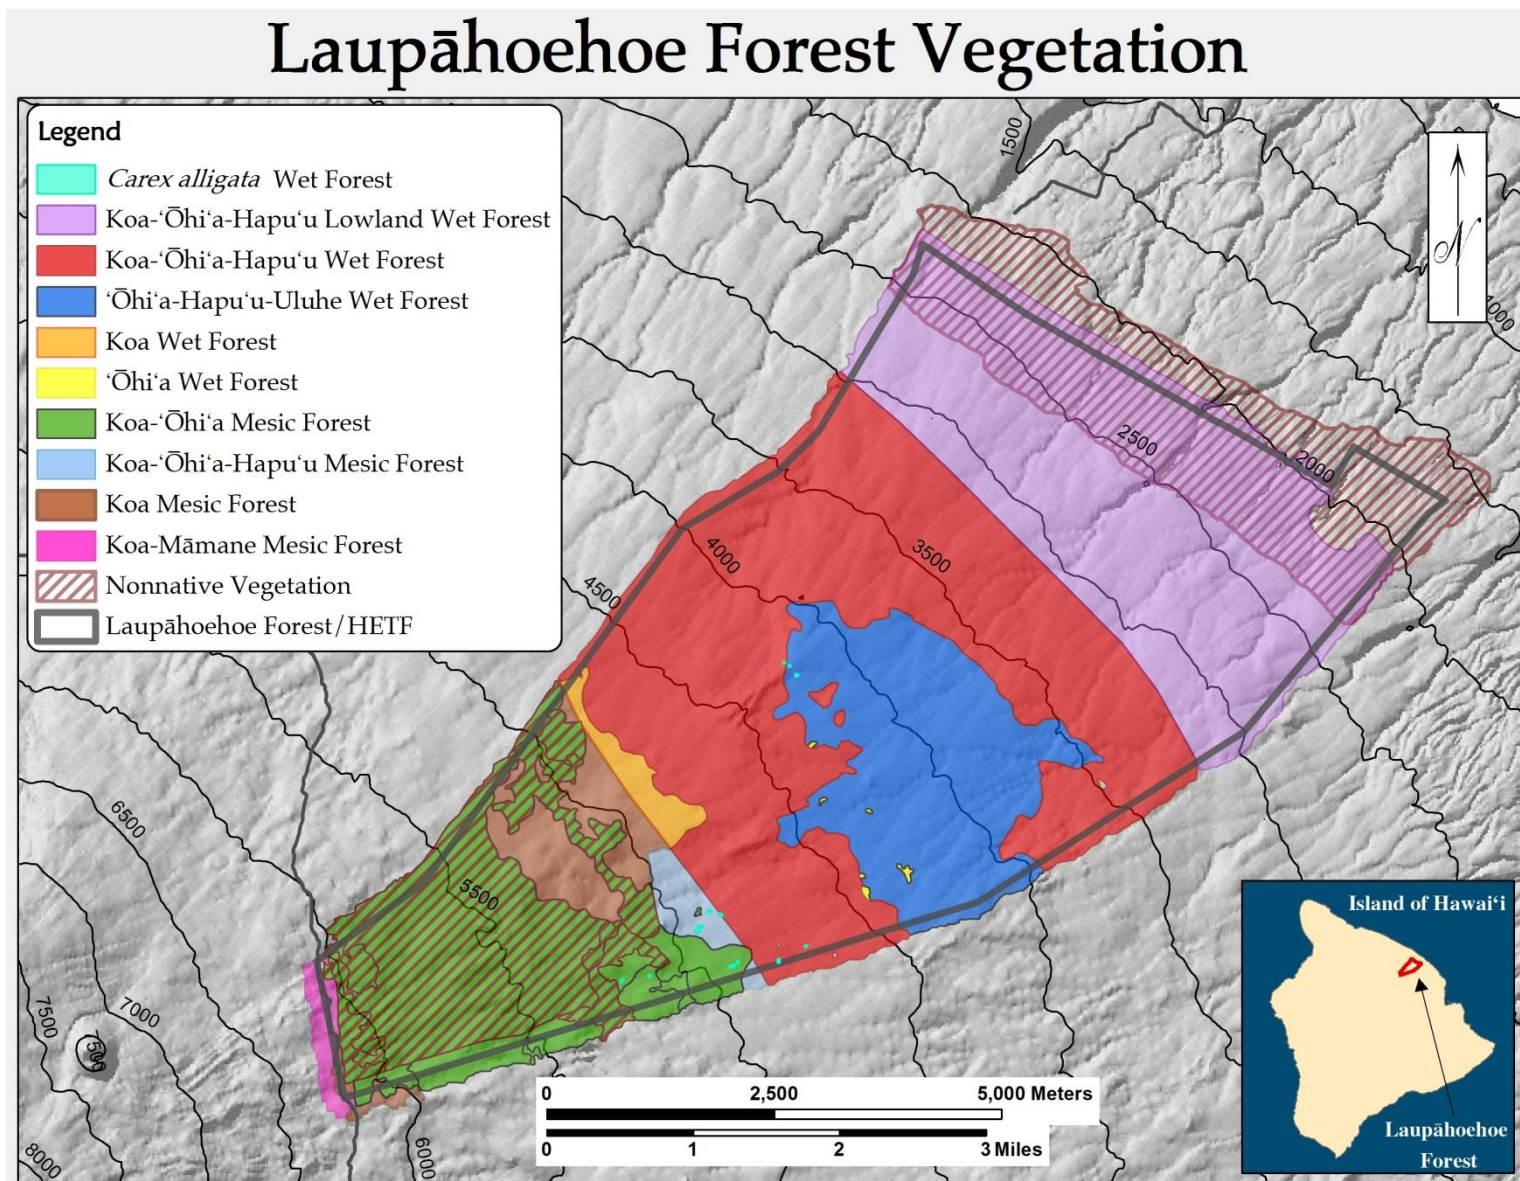 Laupāhoehoe Forest Vegetation
Legend
Carex alligata Wet Forest
Koa-ʻŌhiʻa-Hapuʻu Lowland Wet Forest
Koa-ʻŌhiʻa-Hapuʻu Wet Forest
ʻŌhiʻa-Hapuʻu-Uluhe Wet Forest
Koa Wet Forest
ʻŌhiʻa Wet Forest
Koa-ʻŌhiʻa Mesic Forest
Koa-ʻŌhiʻa-Hapuʻu Mesic Forest
Koa Mesic Forest
Koa-Māmane Mesic Forest
Nonnative Vegetation
Laupāhoehoe Forest/HETF
1500
N
1000
2500
2000
3500
4000
4500
5500
6500
7000
7500
7500
8000
6000
0 2,500 5,000 Meters
0 1 2 3 Miles
Island of Hawaiʻi
Laupāhoehoe
Forest